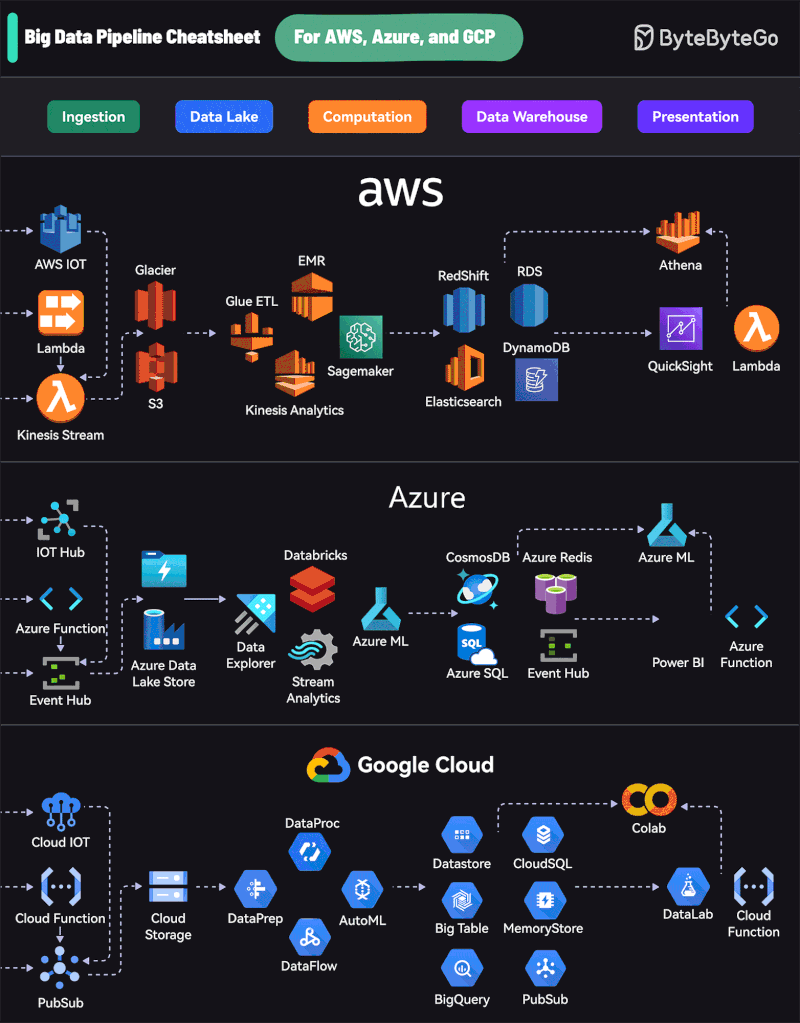 Big Data Pipeline Cheatsheet
For AWS, Azure, and GCP
ByteByteGo
Ingestion
Data Lake
Computation
Data Warehouse
Presentation
aws
AWS IOT
Lambda
Kinesis Stream
Glacier
S3
Glue ETL
EMR
Sagemaker
Kinesis Analytics
RedShift
RDS
DynamoDB
Elasticsearch
Athena
QuickSight
Lambda
Azure
IOT Hub
Azure Function
Event Hub
Azure Data
Lake Store
Data
Explorer
Databricks
Stream
Analytics
Azure ML
CosmosDB
Azure Redis
SQL
Azure SQL
Event Hub
Azure ML
Power BI
Azure
Function
Google Cloud
Cloud IOT
Cloud Function
PubSub
Cloud
Storage
DataPrep
DataProc
AutoML
DataFlow
Datastore
CloudSQL
Big Table
MemoryStore
BigQuery
PubSub
Colab
DataLab
Cloud
Function